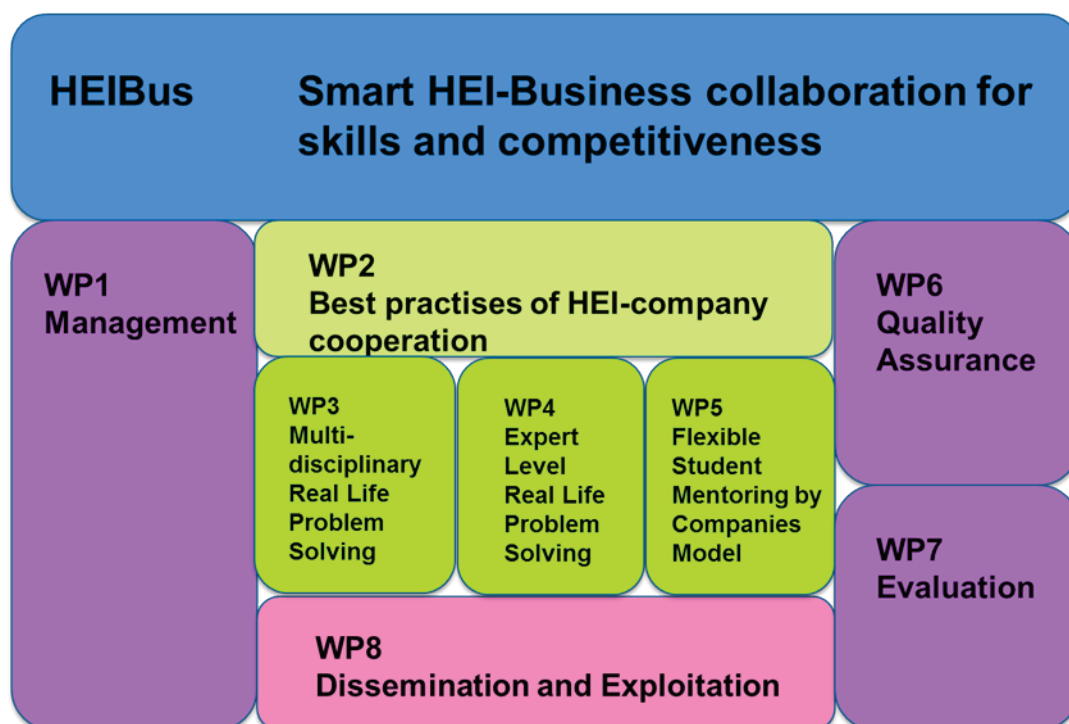 HEIBus
Smart HEI-Business collaboration for
skills and competitiveness
WP1
Management
WP2
Best practises of HEI-company
cooperation
WP3
Multi-
disciplinary
Real Life
Problem
Solving
WP4
Expert
Level
Real Life
Problem
Solving
WP5
Flexible
Student
Mentoring by
Companies
Model
WP6
Quality
Assurance
WP7
Evaluation
WP8
Dissemination and Exploitation